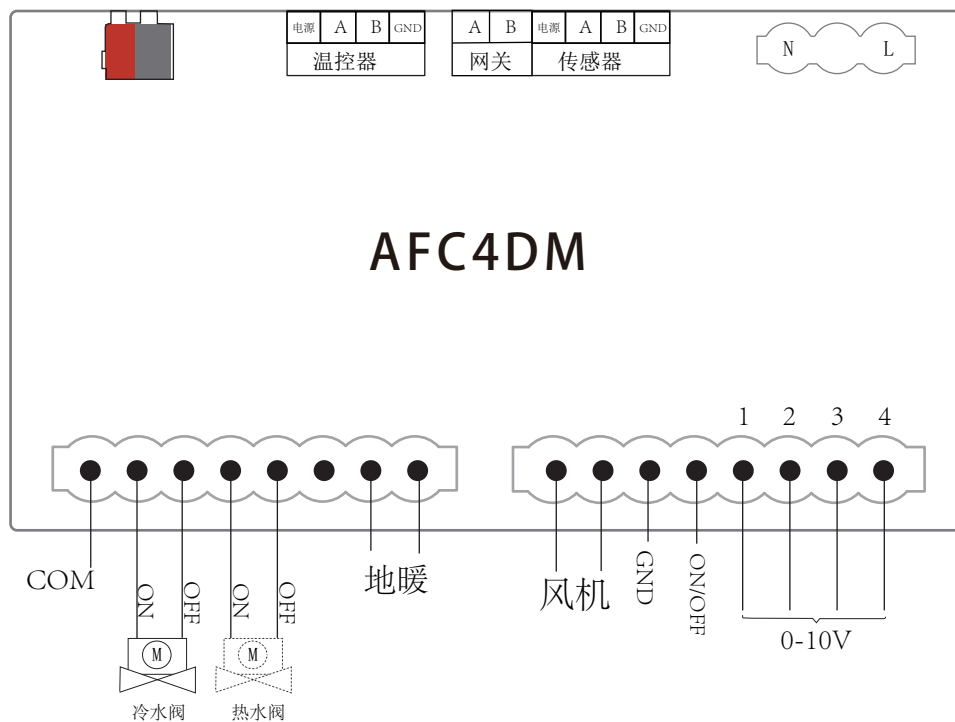 电源 A B GND A B 电源 A B GND
温控器 网关 传感器
N L
AFC4DM
1 2 3 4
COM ON OFF ON OFF 地暖 风机 GND ON/OFF
0-10V
M M
冷水阀 热水阀